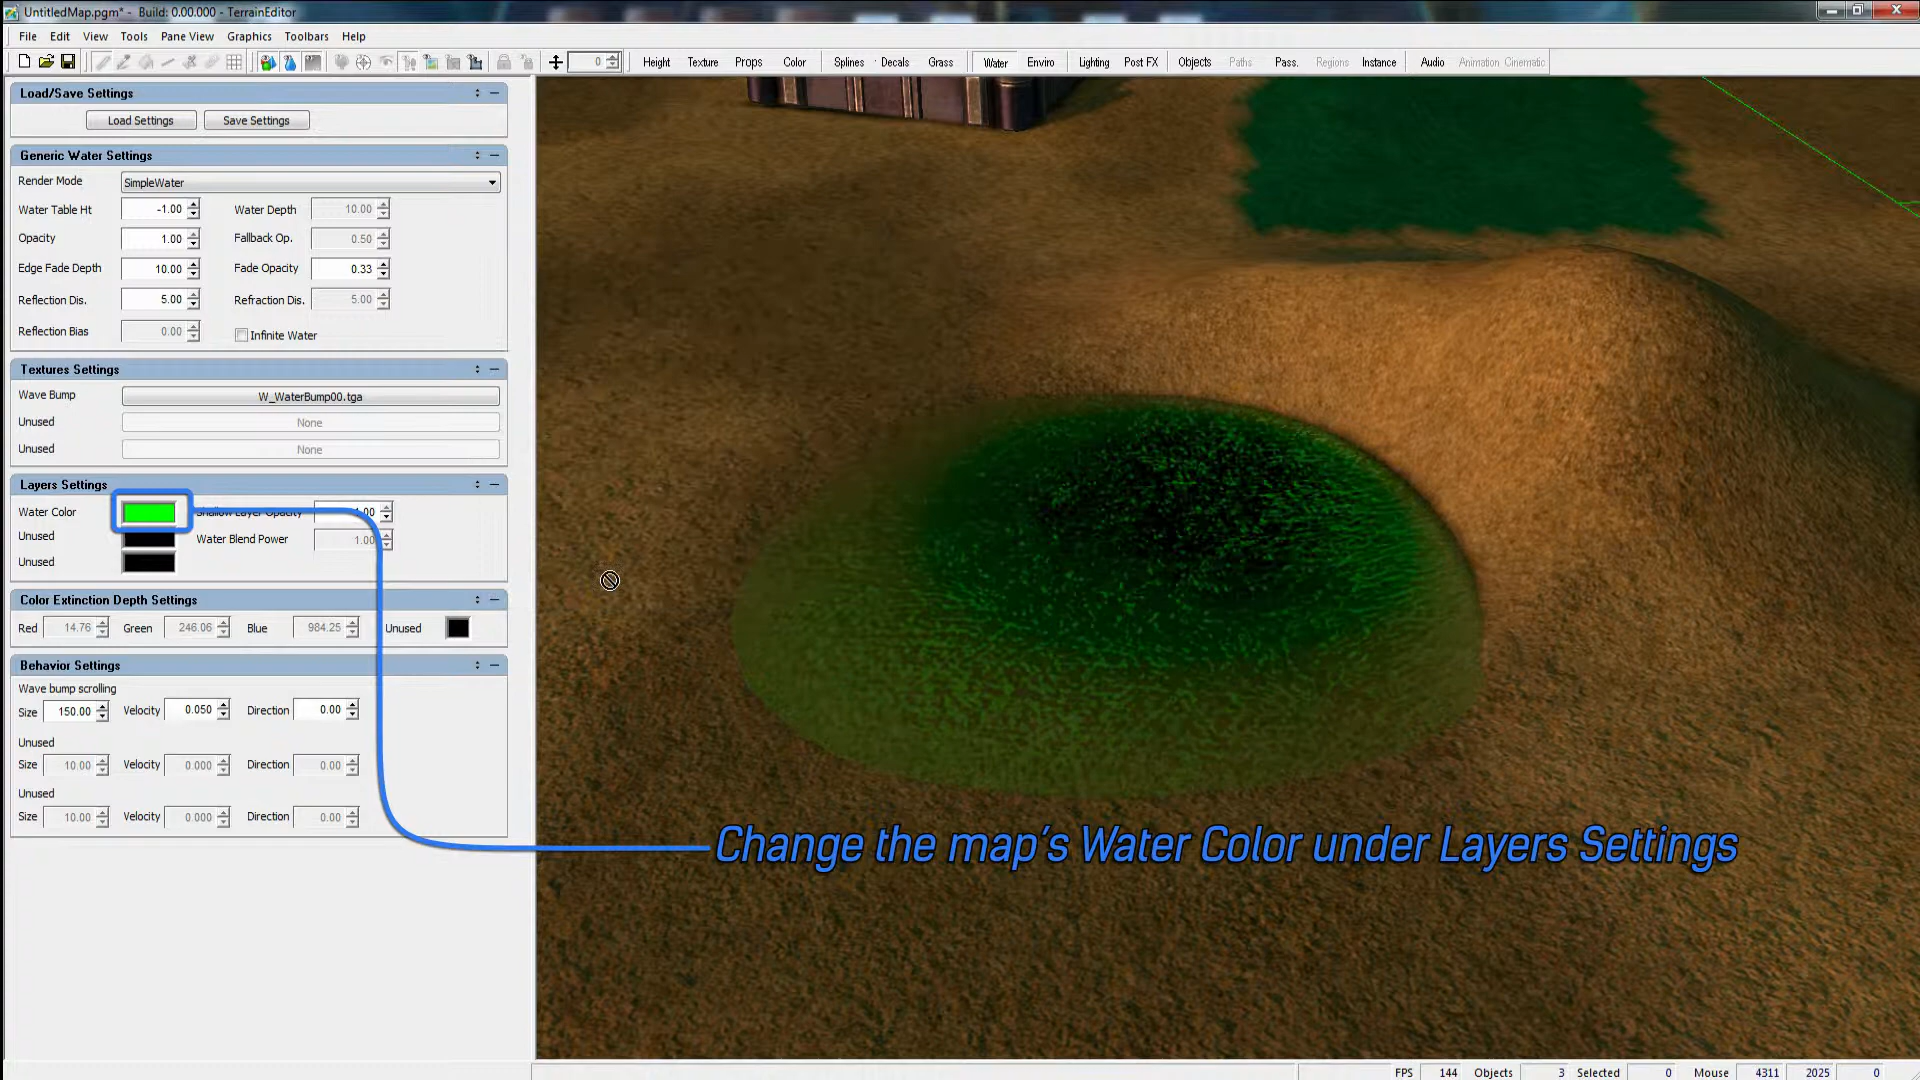 UntitledMap.pgm* - Build: 0.00.000 - TerrainEditor
File Edit View Tools Pane View Graphics Toolbars Help
0 Height Texture Props Color Splines Decals Grass Water Enviro Lighting Post FX Objects Paths Pass. Regions Instance Audio Animation Cinematic
Load/Save Settings
Load Settings Save Settings
Generic Water Settings
Render Mode SimpleWater
Water Table Ht -1.00 Water Depth 10.00
Opacity 1.00 Fallback Op. 0.50
Edge Fade Depth 10.00 Fade Opacity 0.33
Reflection Dis. 5.00 Refraction Dis. 5.00
Reflection Bias 0.00 Infinite Water
Textures Settings
Wave Bump W_WaterBump00.tga
Unused None
Unused None
Layers Settings
Water Color Shallow Layer Opacity 1.00
Unused Water Blend Power 1.00
Unused
Color Extinction Depth Settings
Red 14.76 Green 246.06 Blue 984.25 Unused
Behavior Settings
Wave bump scrolling
Size 150.00 Velocity 0.050 Direction 0.00
Unused
Size 10.00 Velocity 0.000 Direction 0.00
Unused
Size 10.00 Velocity 0.000 Direction 0.00
Change the map's Water Color under Layers Settings
FPS 144 Objects 3 Selected 0 Mouse 4311 2025 0